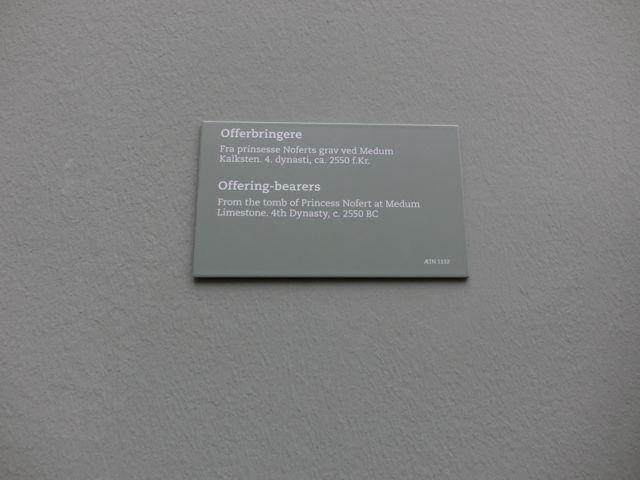 Offerbringere
Fra prinsesse Noferts grav ved Medum
Kalksten. 4. dynasti, ca. 2550 f.Kr.
Offering-bearers
From the tomb of Princess Nofert at Medum
Limestone. 4th Dynasty, c. 2550 BC
ÆIN 1132